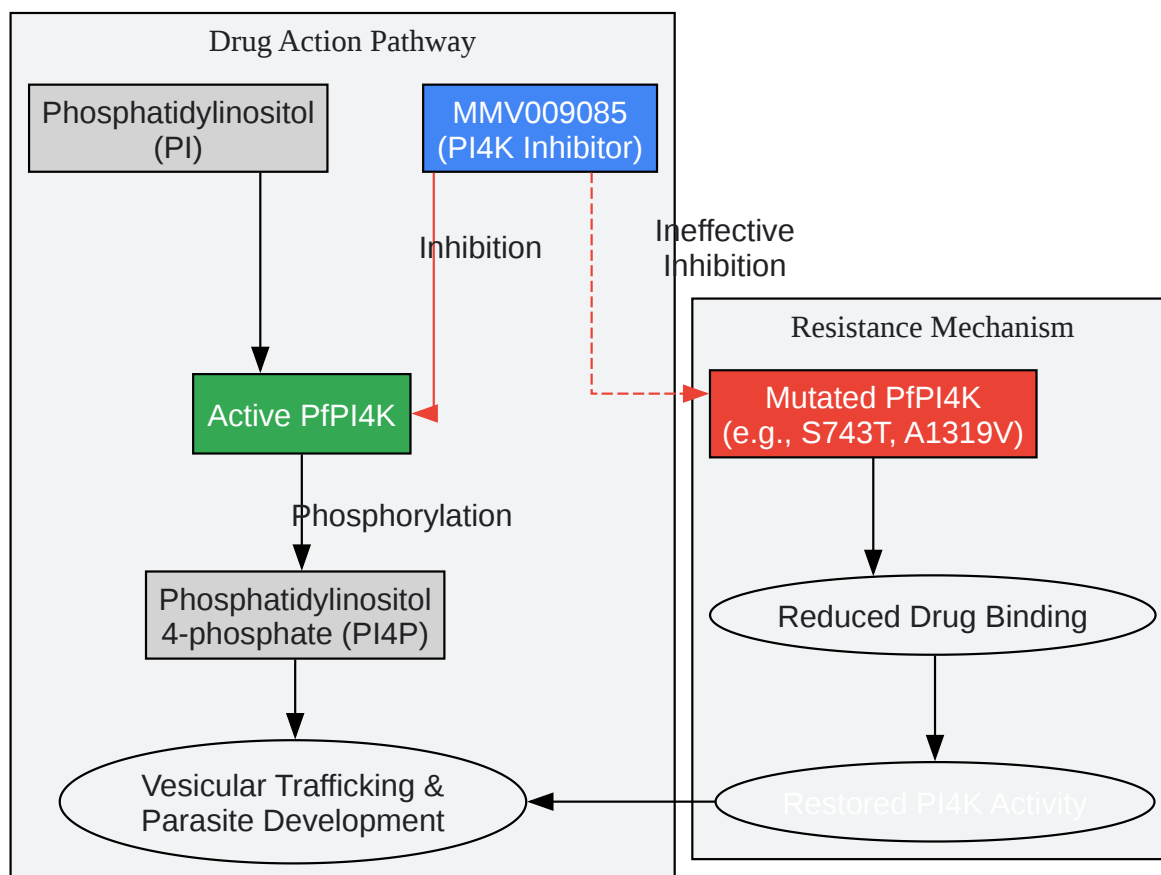 Drug Action Pathway
Phosphatidylinositol
(PI)
MMV009085
(PI4K Inhibitor)
Inhibition
Ineffective
Inhibition
Resistance Mechanism
Active PfPI4K
Mutated PfPI4K
(e.g., S743T, A1319V)
Phosphorylation
Phosphatidylinositol
4-phosphate (PI4P)
Reduced Drug Binding
Vesicular Trafficking &
Parasite Development
Restored PI4K Activity